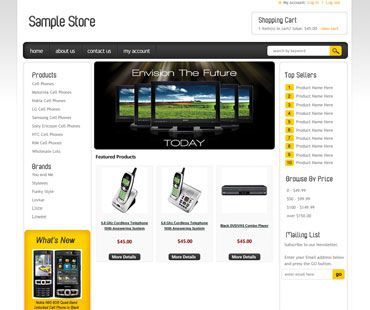 My account: Log in / Log out
Sample Store
Shopping Cart
1 item(s) in cart/ total: $45.00 view cart
home
about us
contact us
my account
search by keyword
Products
Cell Phones
Motorola Cell Phones
Nokia Cell Phones
LG Cell Phones
Samsung Cell Phones
Sony Ericson Cell Phones
HTC Cell Phones
RIM Cell Phones
Wholesale Lots
Brands
You and Me
Stylezers
Funky Style
Lizzie
What's New
Nokia N95 8GB Quad Band
Unlocked Cell Phone in Black
Envision The Future
TODAY
Featured Products
5.8 Ghz Cordless Telephone
With Answering System
$45.00
More Details
5.8 Ghz Cordless Telephone
With Answering System
$45.00
More Details
Black DVD/VHS Combo Player
$45.00
More Details
Top Sellers
1 Product Name Here
2 Product Name Here
3 Product Name Here
4 Product Name Here
5 Product Name Here
6 Product Name Here
7 Product Name Here
8 Product Name Here
9 Product Name Here
10 Product Name Here
Browse By Price
0 - $49.99
$50 - $99.99
$100 - $149.99
over $150.00
Mailing List
Subscribe to our Newsletter.
Enter your Email address below
and press the GO button.
enter email here
go